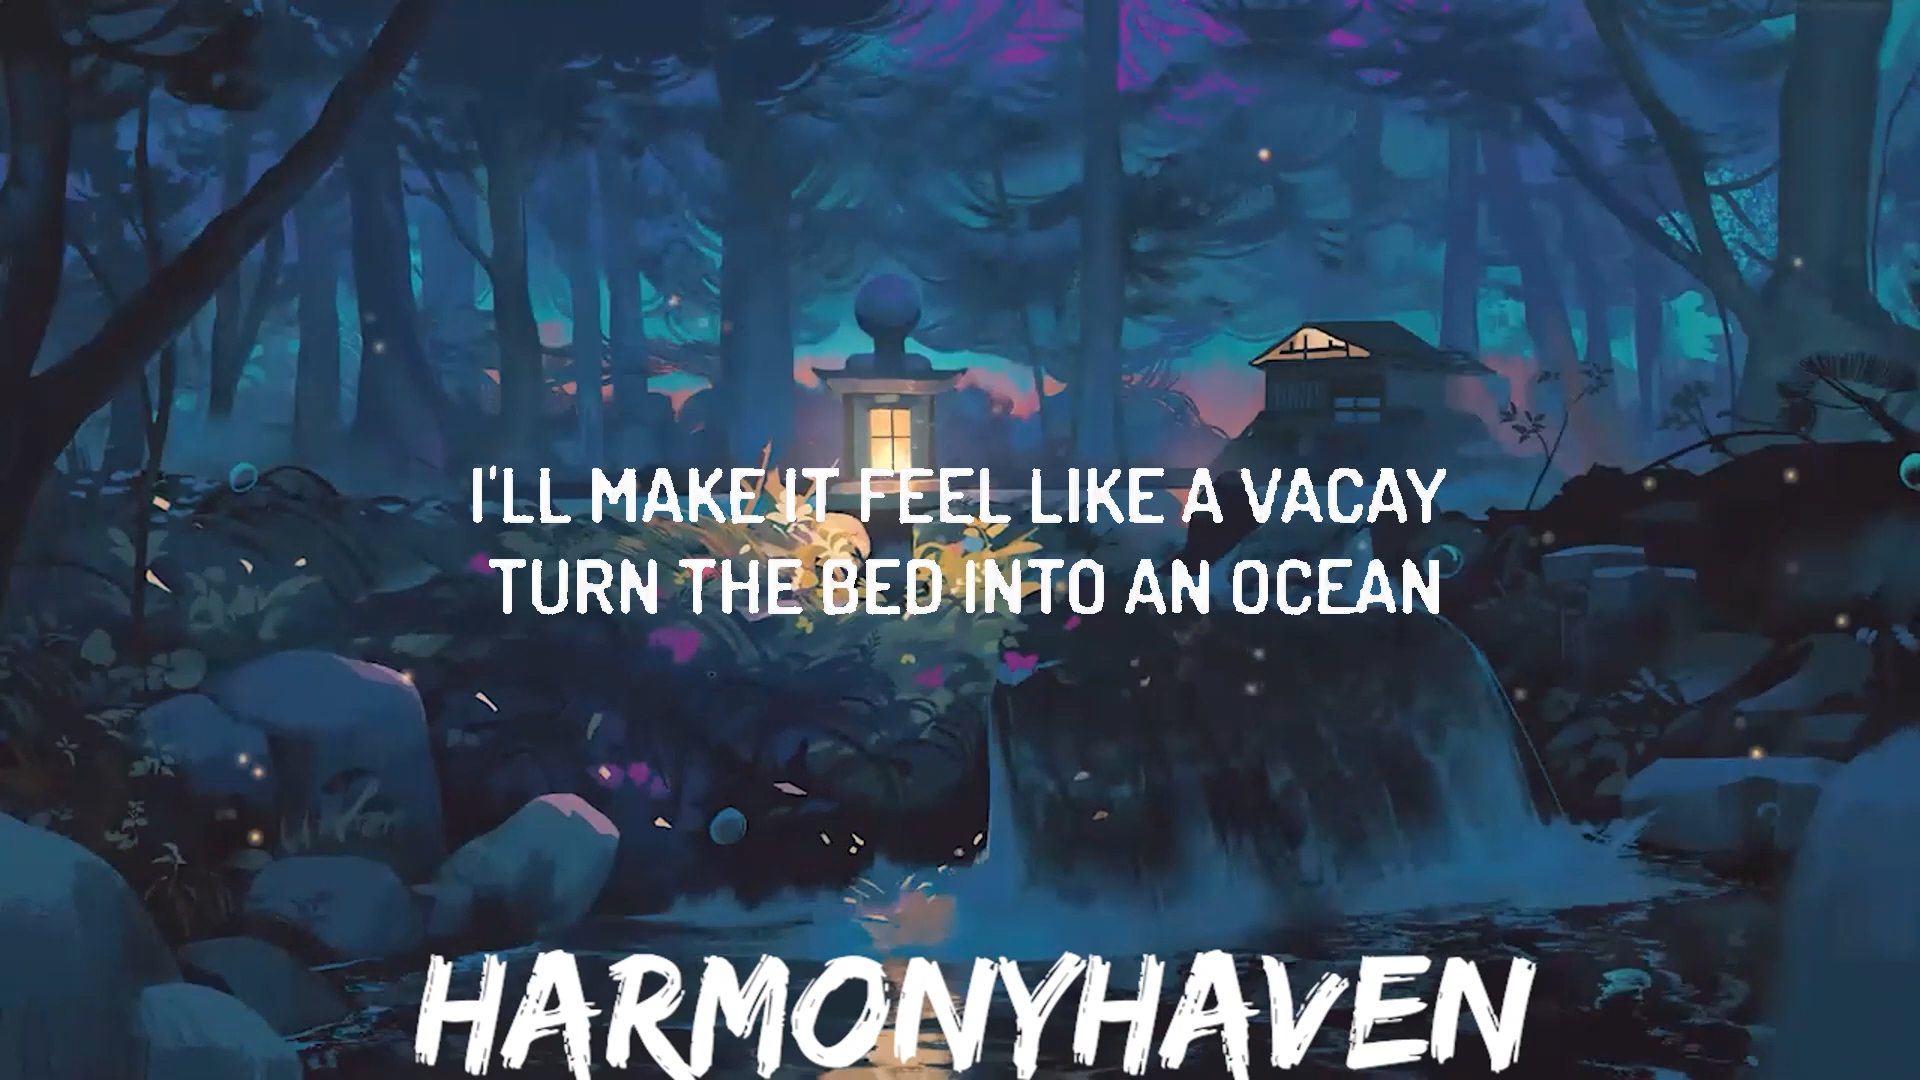 I'LL MAKE IT FEEL LIKE A VACAY
TURN THE BED INTO AN OCEAN
HARMONYHAVEN